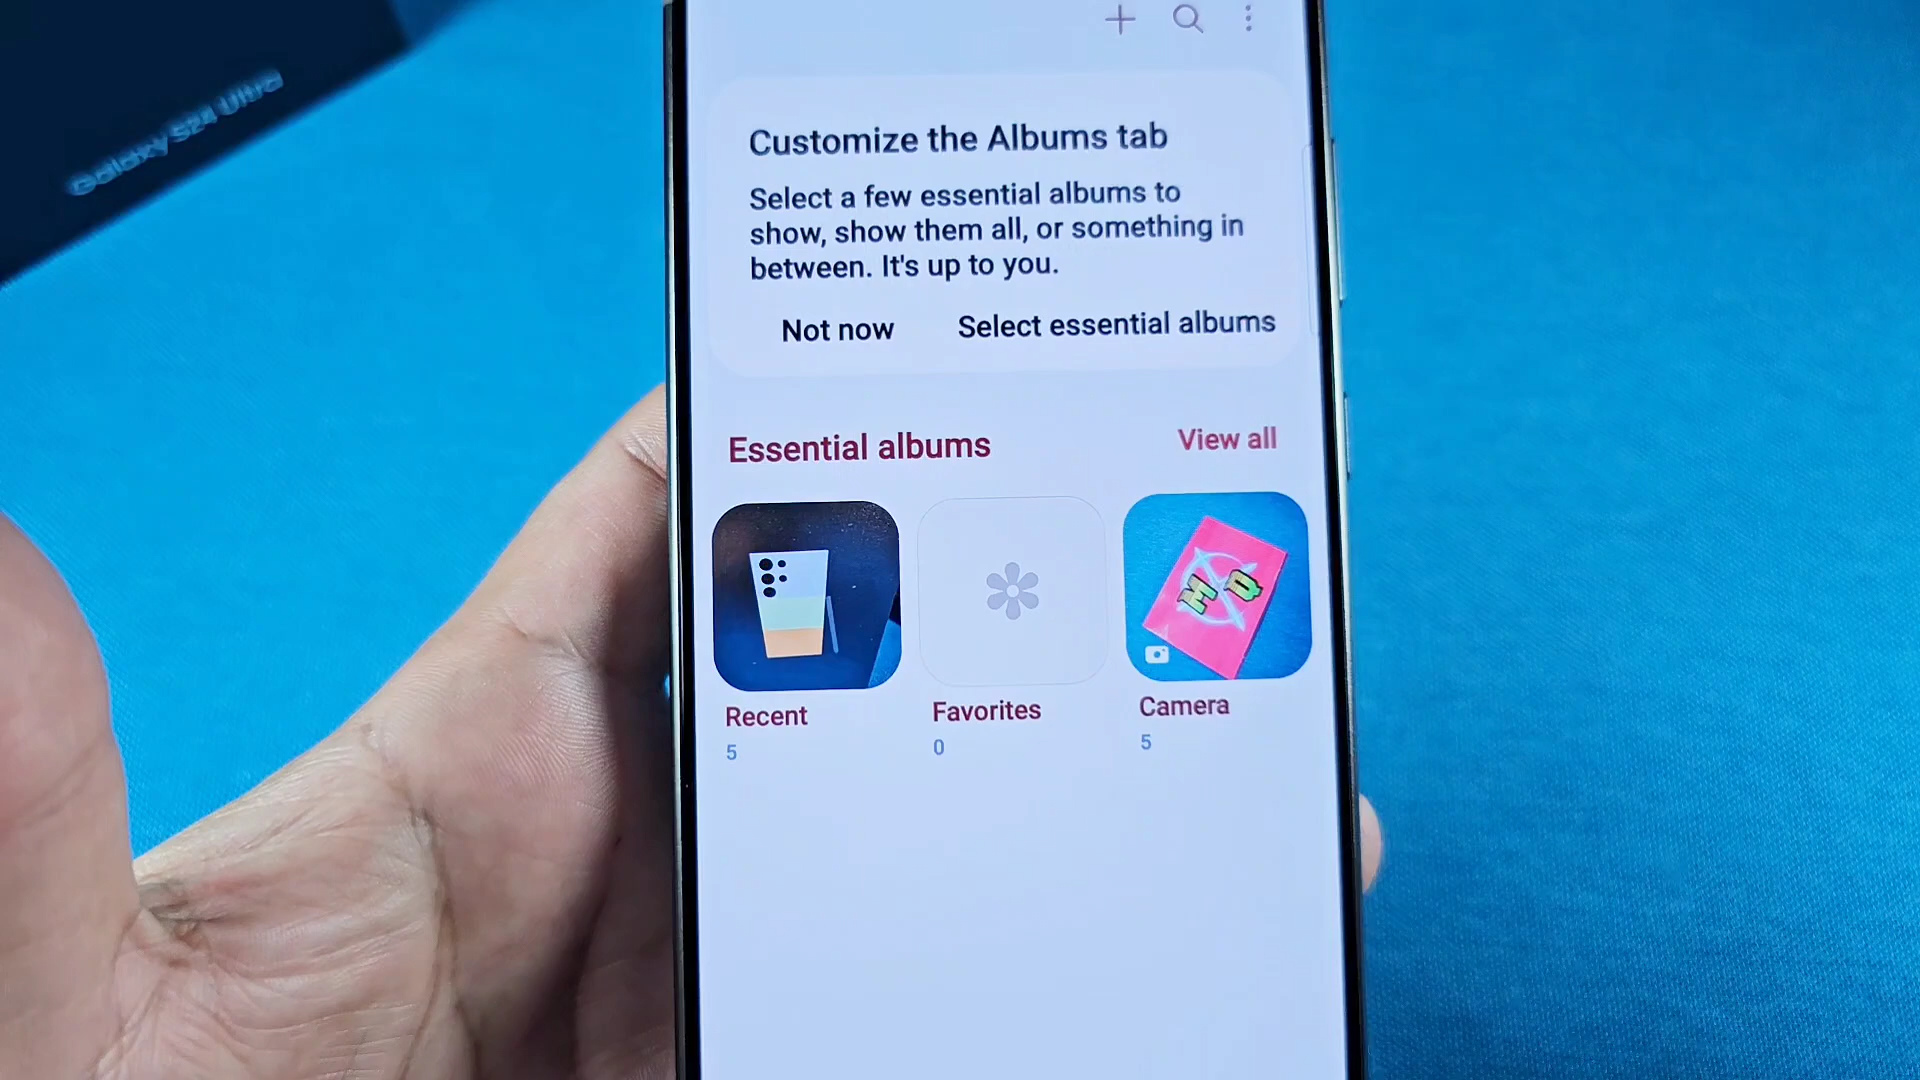 Galaxy S24 Ultra
Customize the Albums tab
Select a few essential albums to
show, show them all, or something in
between. It's up to you.
Not now
Select essential albums
Essential albums
View all
M Q
Recent
Favorites
Camera
5
0
5